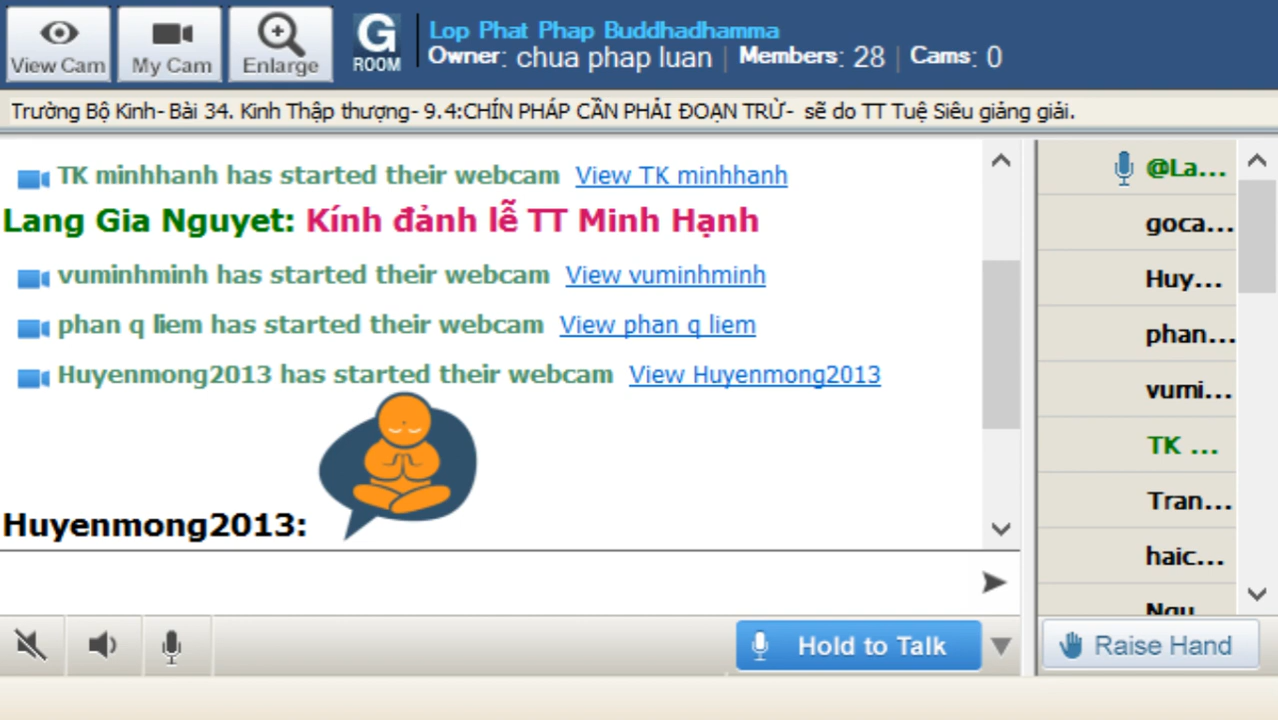 View Cam
My Cam
Enlarge
G
ROOM
Lop Phat Phap Buddhadhamma
Owner: chua phap luan | Members: 28 | Cams: 0
Trường Bộ Kinh- Bài 34. Kinh Thập thượng- 9.4:CHÍN PHÁP CẦN PHẢI ĐOẠN TRỪ- sẽ do TT Tuệ Siêu giảng giải.
TK minhhanh has started their webcam View TK minhhanh
Lang Gia Nguyet: Kính đảnh lễ TT Minh Hạnh
vuminhminh has started their webcam View vuminhminh
phan q liem has started their webcam View phan q liem
Huyenmong2013 has started their webcam View Huyenmong2013
Huyenmong2013:
@La...
goca...
Huy...
phan...
vumi...
TK ...
Tran...
haic...
Hold to Talk
Raise Hand